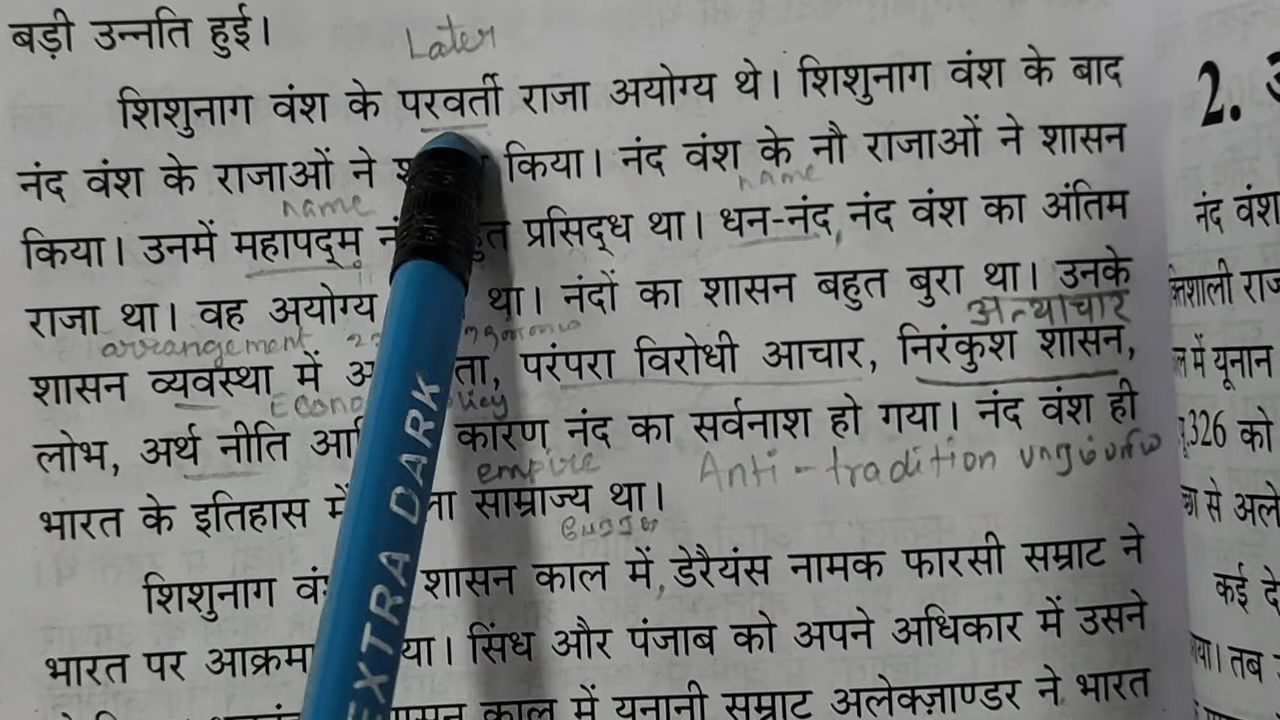 बड़ी उन्नति हुई।
Later
शिशुनाग वंश के परवर्ती राजा अयोग्य थे। शिशुनाग वंश के बाद
नंद वंश के राजाओं ने किया। नंद वंश के नौ राजाओं ने शासन
name name
किया। उनमें महापद्म प्रसिद्ध था। धन-नंद, नंद वंश का अंतिम
राजा था। वह अयोग्य था। नंदों का शासन बहुत बुरा था। उनके
arrangement अत्याचार
शासन व्यवस्था में परंपरा विरोधी आचार, निरंकुश शासन,
लोभ, अर्थ नीति कारण नंद का सर्वनाश हो गया। नंद वंश ही
empire Anti-tradition
भारत के इतिहास में साम्राज्य था।
शिशुनाग शासन काल में, डेरैयंस नामक फारसी सम्राट ने
भारत पर सिंध और पंजाब को अपने अधिकार में उसने
काल में यूनानी सम्राट अलेक्ज़ाण्डर ने भारत
2.
नंद वंश
में यूनान
326 को
से अले
कई दे
तब
EXTRA DARK